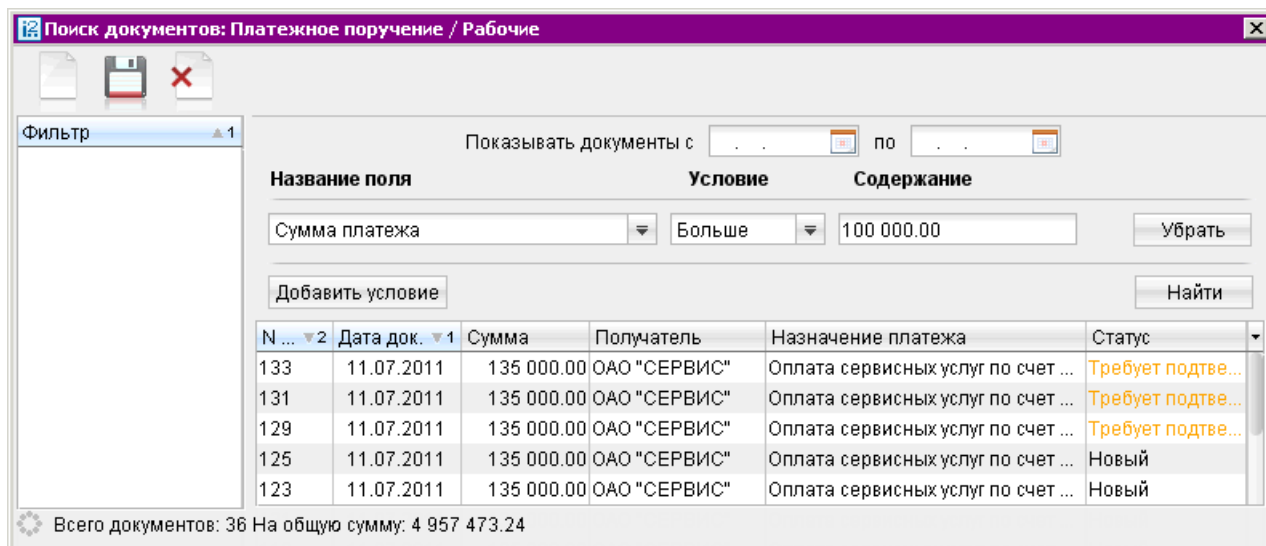 Поиск документов: Платежное поручение / Рабочие
Фильтр 1
Показывать документы с . . по . .
Название поля Условие Содержание
Сумма платежа Больше 100 000.00 Убрать
Добавить условие Найти
N ... 2 Дата док. 1 Сумма Получатель Назначение платежа Статус
133 11.07.2011 135 000.00 ОАО "СЕРВИС" Оплата сервисных услуг по счет ... Требует подтве...
131 11.07.2011 135 000.00 ОАО "СЕРВИС" Оплата сервисных услуг по счет ... Требует подтве...
129 11.07.2011 135 000.00 ОАО "СЕРВИС" Оплата сервисных услуг по счет ... Требует подтве...
125 11.07.2011 135 000.00 ОАО "СЕРВИС" Оплата сервисных услуг по счет ... Новый
123 11.07.2011 135 000.00 ОАО "СЕРВИС" Оплата сервисных услуг по счет ... Новый
Всего документов: 36 На общую сумму: 4 957 473.24